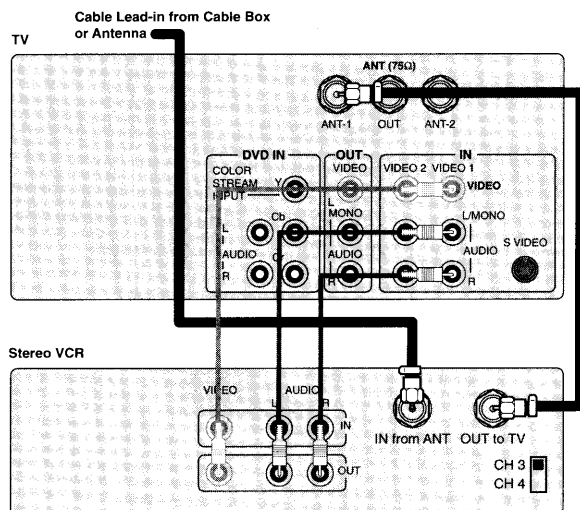 Cable Lead-in from Cable Box
or Antenna
TV
ANT (75Ω)
ANT-1 OUT ANT-2
DVD IN OUT IN
COLOR
STREAM
INPUT
Y
VIDEO
VIDEO 2 VIDEO 1
VIDEO
Cb
L
MONO
L/MONO
L
AUDIO
R
Cr
AUDIO
R
AUDIO
R
S VIDEO
Stereo VCR
VIDEO AUDIO
L R
IN
OUT
IN from ANT OUT to TV
CH 3
CH 4